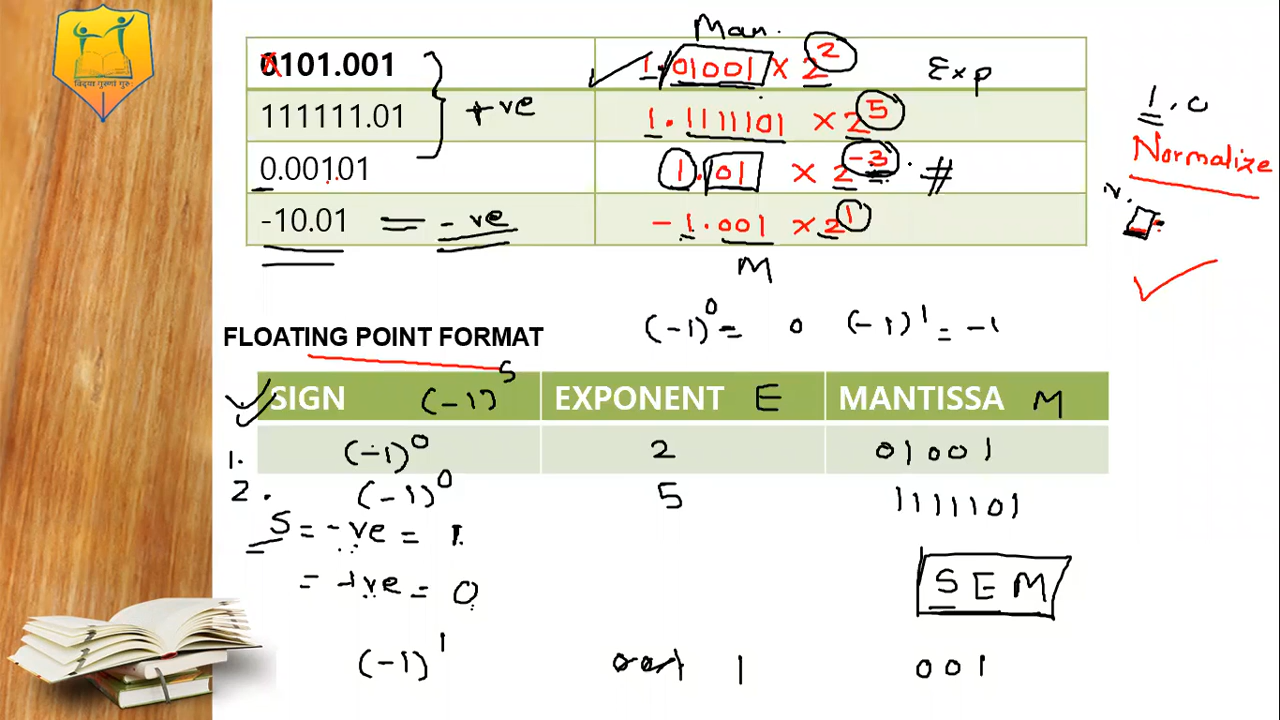 Man.
0101.001 1.01001 × 2^2 Exp
111111.01 +ve 1.1111101 × 2^5 1.0
Normalize
0.00101 1.01 × 2^-3 #
-10.01 = -ve -1.001 × 2^1
M
(-1)^0 = 0 (-1)^1 = -1
FLOATING POINT FORMAT
SIGN (-1)^S EXPONENT E MANTISSA M
1. (-1)^0 2 01001
2. (-1)^0 5 1111101
S = -ve = 1.
= +ve = 0 SEM
(-1)^1 001 1 001